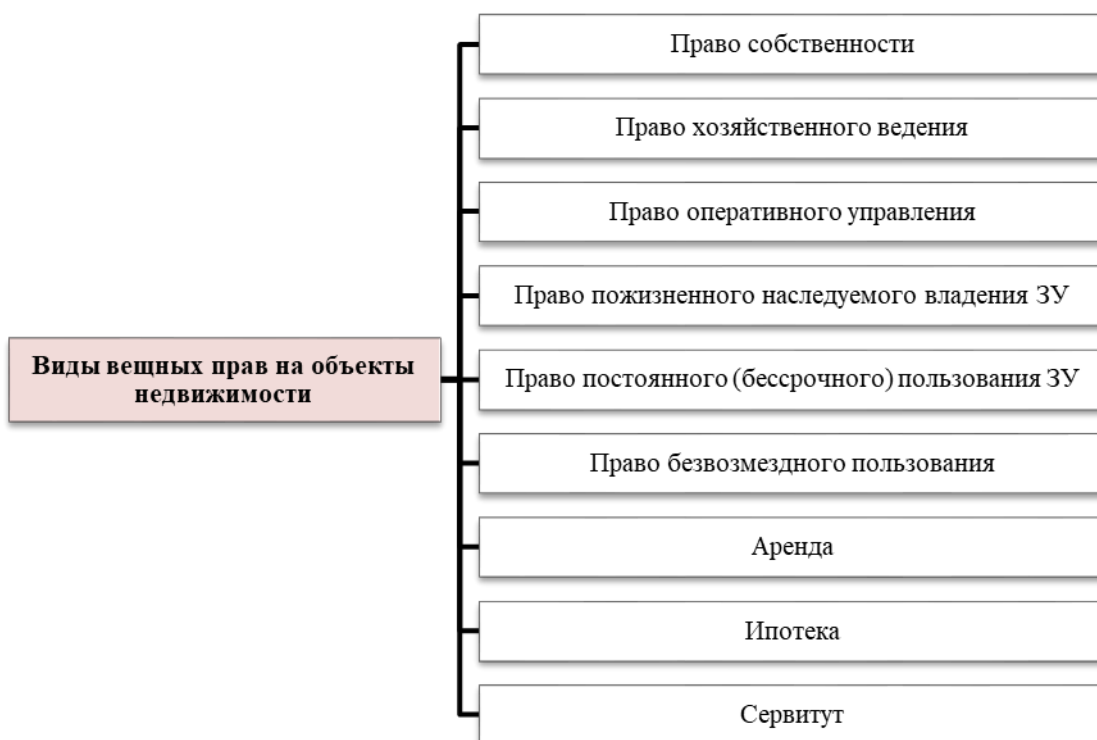 Право собственности
Право хозяйственного ведения
Право оперативного управления
Право пожизненного наследуемого владения ЗУ
Виды вещных прав на объекты
недвижимости
Право постоянного (бессрочного) пользования ЗУ
Право безвозмездного пользования
Аренда
Ипотека
Сервитут